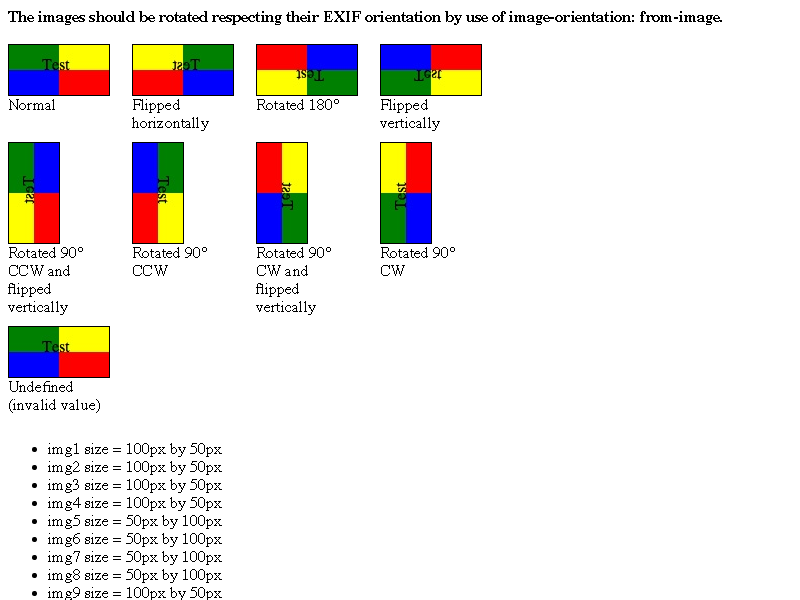 The images should be rotated respecting their EXIF orientation by use of image-orientation: from-image.
Test
Test
Test
Test
Normal
Flipped
horizontally
Rotated 180°
Flipped
vertically
Test
Test
Test
Test
Rotated 90°
CCW and
flipped
vertically
Rotated 90°
CCW
Rotated 90°
CW and
flipped
vertically
Rotated 90°
CW
Test
Undefined
(invalid value)
• img1 size = 100px by 50px
• img2 size = 100px by 50px
• img3 size = 100px by 50px
• img4 size = 100px by 50px
• img5 size = 50px by 100px
• img6 size = 50px by 100px
• img7 size = 50px by 100px
• img8 size = 50px by 100px
• img9 size = 100px by 50px